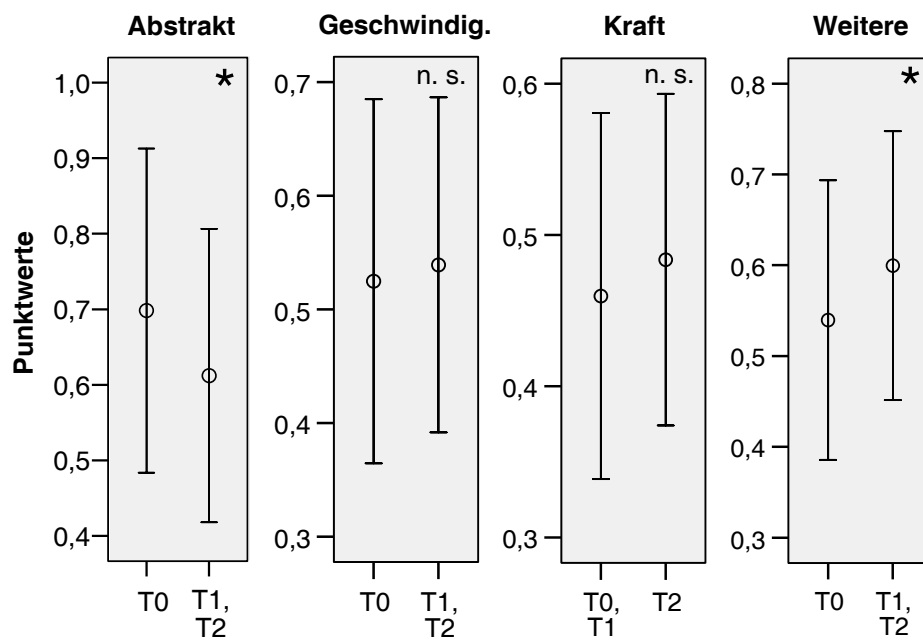 Abstrakt
Geschwindig.
Kraft
Weitere
Punktwerte
1,0
0,9
0,8
0,7
0,6
0,5
0,4
*
T0
T1,
T2
0,7
0,6
0,5
0,4
0,3
n. s.
T0
T1,
T2
0,6
0,5
0,4
0,3
n. s.
T0,
T1
T2
0,8
0,7
0,6
0,5
0,4
0,3
*
T0
T1,
T2